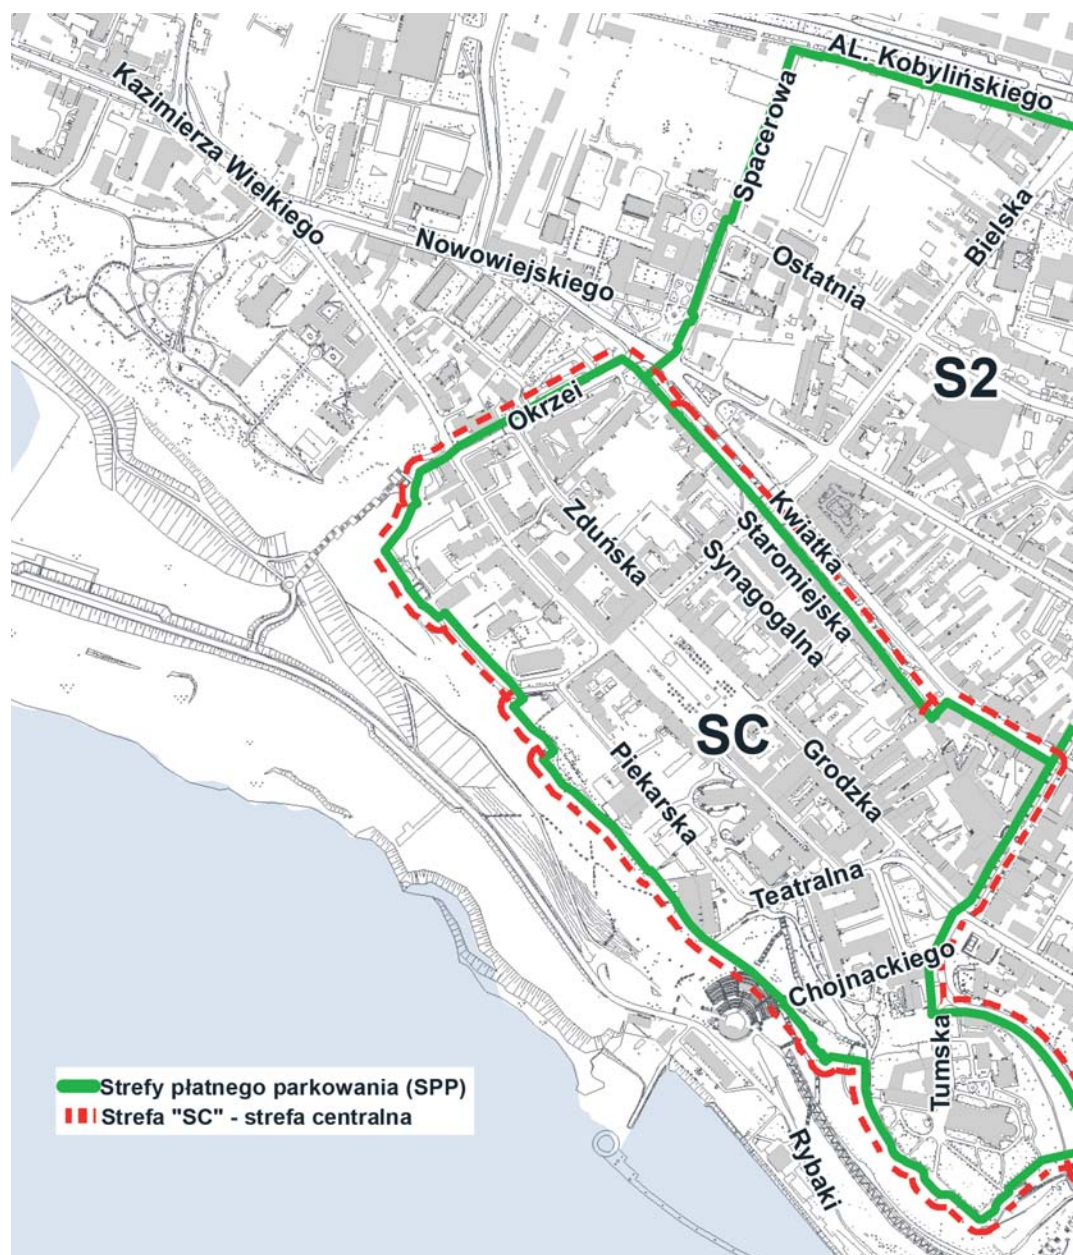 AL. Kobylińskiego
Kazimierza Wielkiego
Spacerowa
Bielska
Nowowiejskiego
Ostatnia
S2
Okrzei
Zduńska
Kwiatka
Staromiejska
Synagogalna
SC
Piekarska
Grodzka
Teatralna
Chojnackiego
Tumska
Strefy płatnego parkowania (SPP)
Strefa "SC" - strefa centralna
Rybaki